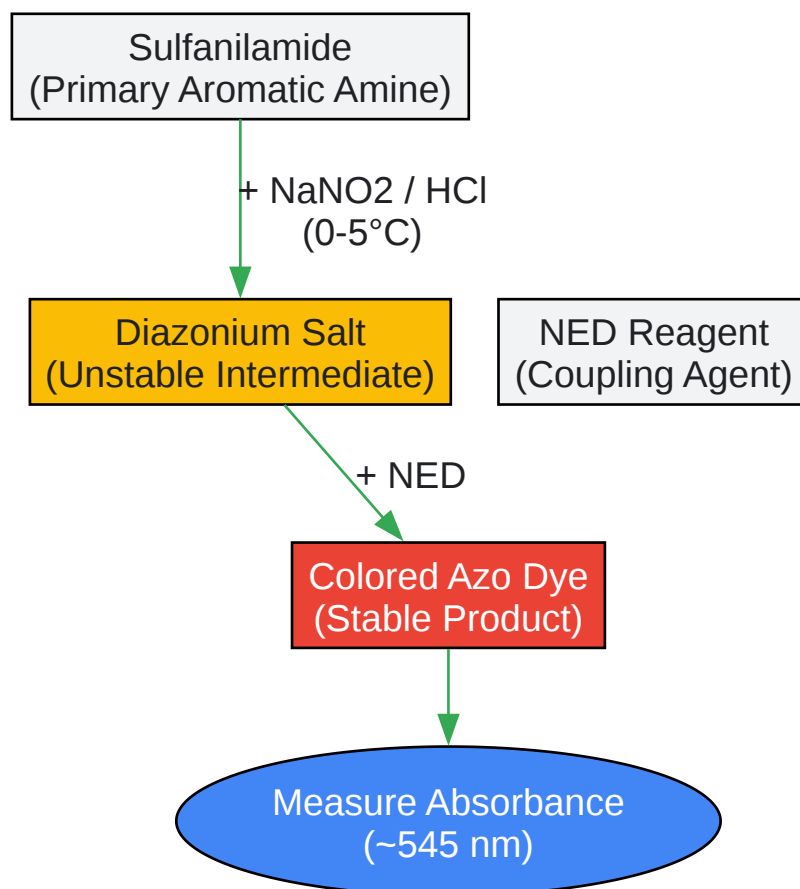 Sulfanilamide
(Primary Aromatic Amine)
+ NaNO2 / HCl
(0-5°C)
Diazonium Salt
(Unstable Intermediate)
NED Reagent
(Coupling Agent)
+ NED
Colored Azo Dye
(Stable Product)
Measure Absorbance
(~545 nm)